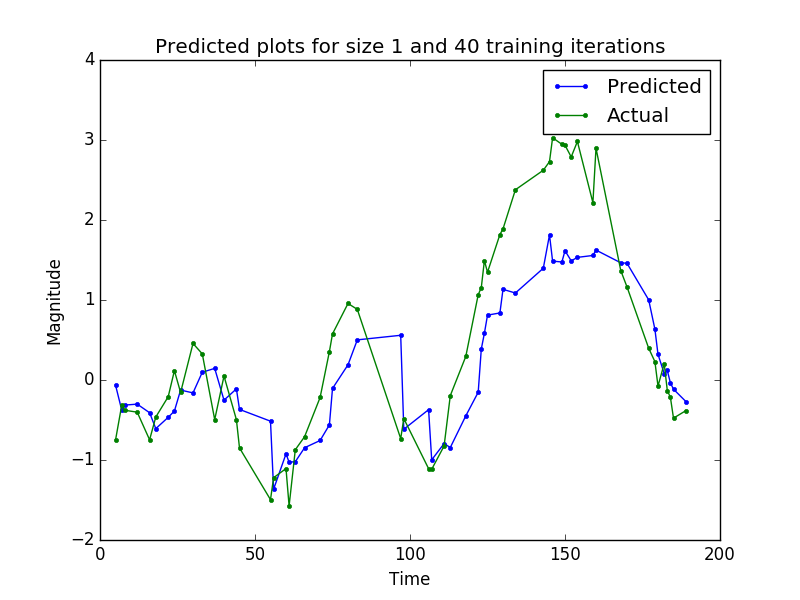 Predicted plots for size 1 and 40 training iterations
Predicted
Actual
4
3
2
1
0
−1
−2
Magnitude
0
50
100
150
200
Time